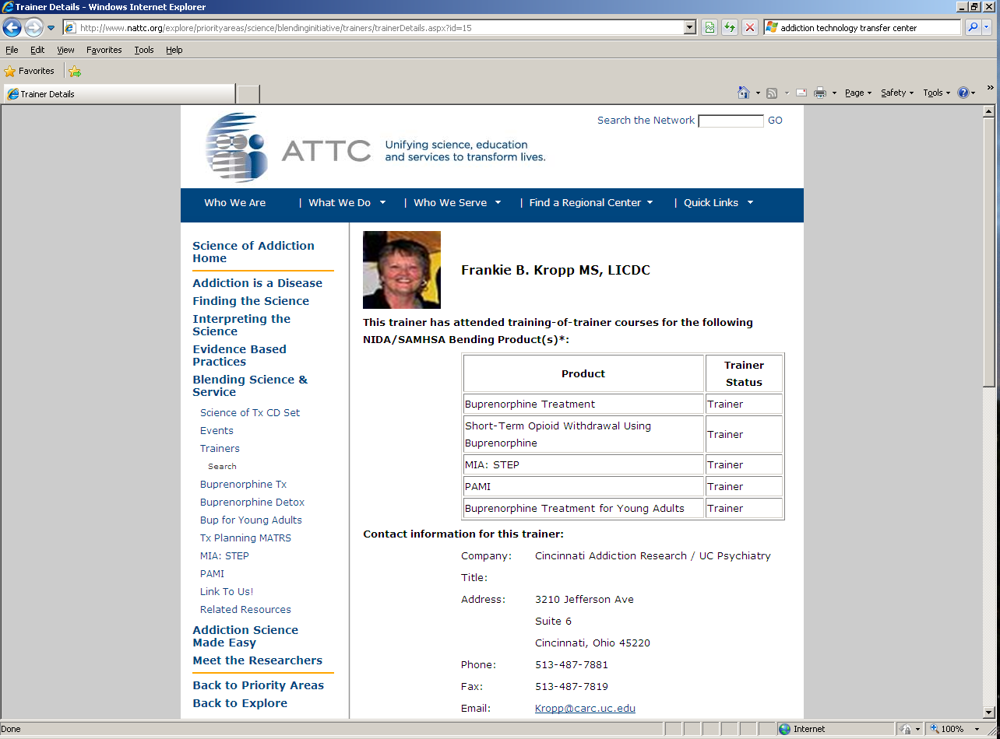 Trainer Details - Windows Internet Explorer
http://www.nattc.org/explore/priorityareas/science/blendinginitiative/trainers/trainerDetails.aspx?id=15
addiction technology transfer center
File Edit View Favorites Tools Help
Favorites
Trainer Details
Page Safety Tools
Search the Network GO
ATTC
Unifying science, education
and services to transform lives.
Who We Are | What We Do | Who We Serve | Find a Regional Center | Quick Links
Science of Addiction
Home
Addiction is a Disease
Finding the Science
Interpreting the
Science
Evidence Based
Practices
Blending Science &
Service
Science of Tx CD Set
Events
Trainers
Search
Buprenorphine Tx
Buprenorphine Detox
Bup for Young Adults
Tx Planning MATRS
MIA: STEP
PAMI
Link To Us!
Related Resources
Addiction Science
Made Easy
Meet the Researchers
Back to Priority Areas
Back to Explore
Frankie B. Kropp MS, LICDC
This trainer has attended training-of-trainer courses for the following
NIDA/SAMHSA Bending Product(s)*:
Product Trainer
Status
Buprenorphine Treatment Trainer
Short-Term Opioid Withdrawal Using
Buprenorphine Trainer
MIA: STEP Trainer
PAMI Trainer
Buprenorphine Treatment for Young Adults Trainer
Contact information for this trainer:
Company: Cincinnati Addiction Research / UC Psychiatry
Title:
Address: 3210 Jefferson Ave
Suite 6
Cincinnati, Ohio 45220
Phone: 513-487-7881
Fax: 513-487-7819
Email: Kropp@carc.uc.edu
Done Internet 100%